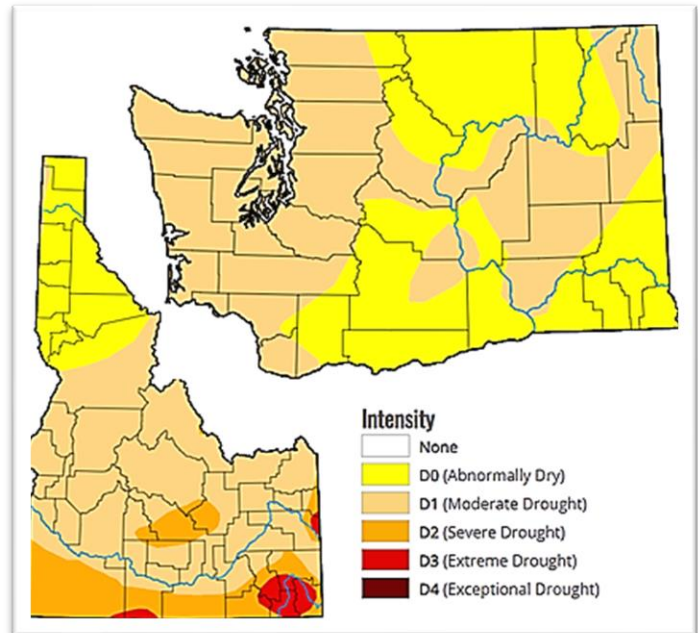 Intensity
None
D0 (Abnormally Dry)
D1 (Moderate Drought)
D2 (Severe Drought)
D3 (Extreme Drought)
D4 (Exceptional Drought)